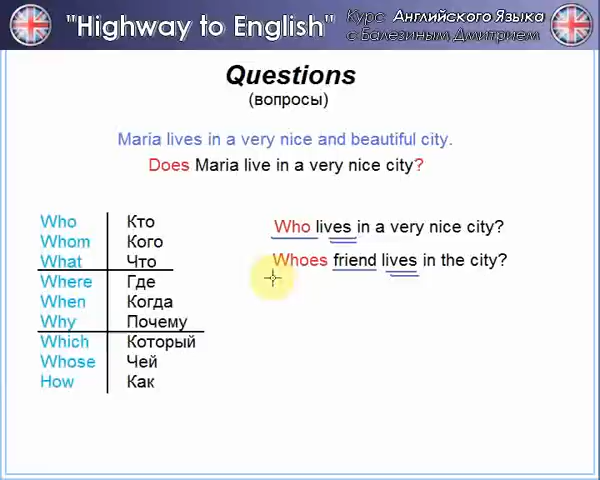 "Highway to English" Курс Английского Языка
с Балезиным Дмитрием
Questions
(вопросы)
Maria lives in a very nice and beautiful city.
Does Maria live in a very nice city?
Who Кто
Whom Кого
What Что
Where Где
When Когда
Why Почему
Which Который
Whose Чей
How Как
Who lives in a very nice city?
Whoes friend lives in the city?